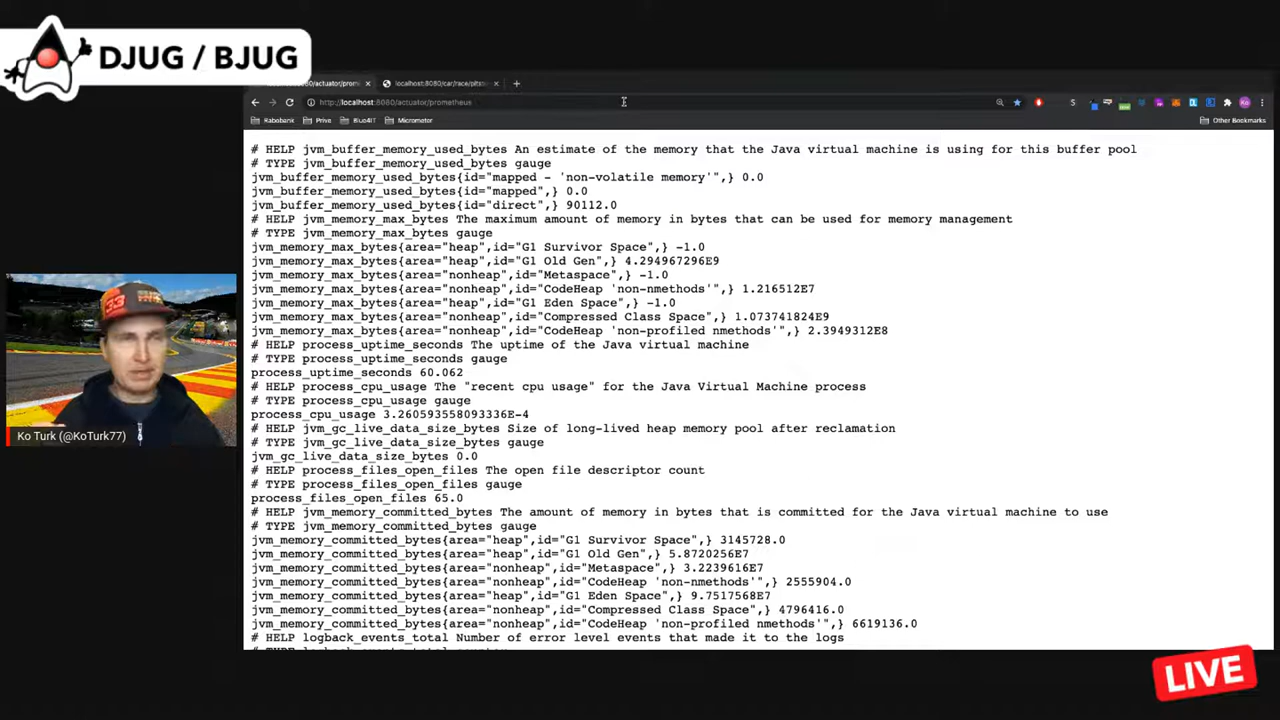 DJUG / BJUG
localhost:8080/car/race/pitst
http://localhost:8080/actuator/prometheus
Rabobank
Prive
Blue4IT
Micrometer
Other Bookmarks
# HELP jvm_buffer_memory_used_bytes An estimate of the memory that the Java virtual machine is using for this buffer pool
# TYPE jvm_buffer_memory_used_bytes gauge
jvm_buffer_memory_used_bytes{id="mapped - 'non-volatile memory'",} 0.0
jvm_buffer_memory_used_bytes{id="mapped",} 0.0
jvm_buffer_memory_used_bytes{id="direct",} 90112.0
# HELP jvm_memory_max_bytes The maximum amount of memory in bytes that can be used for memory management
# TYPE jvm_memory_max_bytes gauge
jvm_memory_max_bytes{area="heap",id="G1 Survivor Space",} -1.0
jvm_memory_max_bytes{area="heap",id="G1 Old Gen",} 4.294967296E9
jvm_memory_max_bytes{area="nonheap",id="Metaspace",} -1.0
jvm_memory_max_bytes{area="nonheap",id="CodeHeap 'non-nmethods'",} 1.216512E7
jvm_memory_max_bytes{area="heap",id="G1 Eden Space",} -1.0
jvm_memory_max_bytes{area="nonheap",id="Compressed Class Space",} 1.073741824E9
jvm_memory_max_bytes{area="nonheap",id="CodeHeap 'non-profiled nmethods'",} 2.3949312E8
# HELP process_uptime_seconds The uptime of the Java virtual machine
# TYPE process_uptime_seconds gauge
process_uptime_seconds 60.062
# HELP process_cpu_usage The "recent cpu usage" for the Java Virtual Machine process
# TYPE process_cpu_usage gauge
process_cpu_usage 3.260593558093336E-4
# HELP jvm_gc_live_data_size_bytes Size of long-lived heap memory pool after reclamation
# TYPE jvm_gc_live_data_size_bytes gauge
jvm_gc_live_data_size_bytes 0.0
# HELP process_files_open_files The open file descriptor count
# TYPE process_files_open_files gauge
process_files_open_files 65.0
# HELP jvm_memory_committed_bytes The amount of memory in bytes that is committed for the Java virtual machine to use
# TYPE jvm_memory_committed_bytes gauge
jvm_memory_committed_bytes{area="heap",id="G1 Survivor Space",} 3145728.0
jvm_memory_committed_bytes{area="heap",id="G1 Old Gen",} 5.8720256E7
jvm_memory_committed_bytes{area="nonheap",id="Metaspace",} 3.2239616E7
jvm_memory_committed_bytes{area="nonheap",id="CodeHeap 'non-nmethods'",} 2555904.0
jvm_memory_committed_bytes{area="heap",id="G1 Eden Space",} 9.7517568E7
jvm_memory_committed_bytes{area="nonheap",id="Compressed Class Space",} 4796416.0
jvm_memory_committed_bytes{area="nonheap",id="CodeHeap 'non-profiled nmethods'",} 6619136.0
# HELP logback_events_total Number of error level events that made it to the logs
33
Ko Turk (@KoTurk77)
LIVE